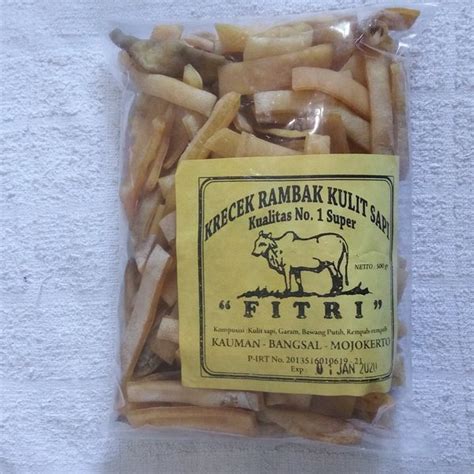 KRECEK RAMBAK KULIT SAPI
Kualitas No. 1 Super
NETTO : 500 gr
" FITRI "
Komposisi :Kulit sapi, Garam, Bawang Putih, Rempah-rempah
KAUMAN - BANGSAL - MOJOKERTO
P-IRT No. 2013516010619 - 21
Exp : 01 JAN 2020